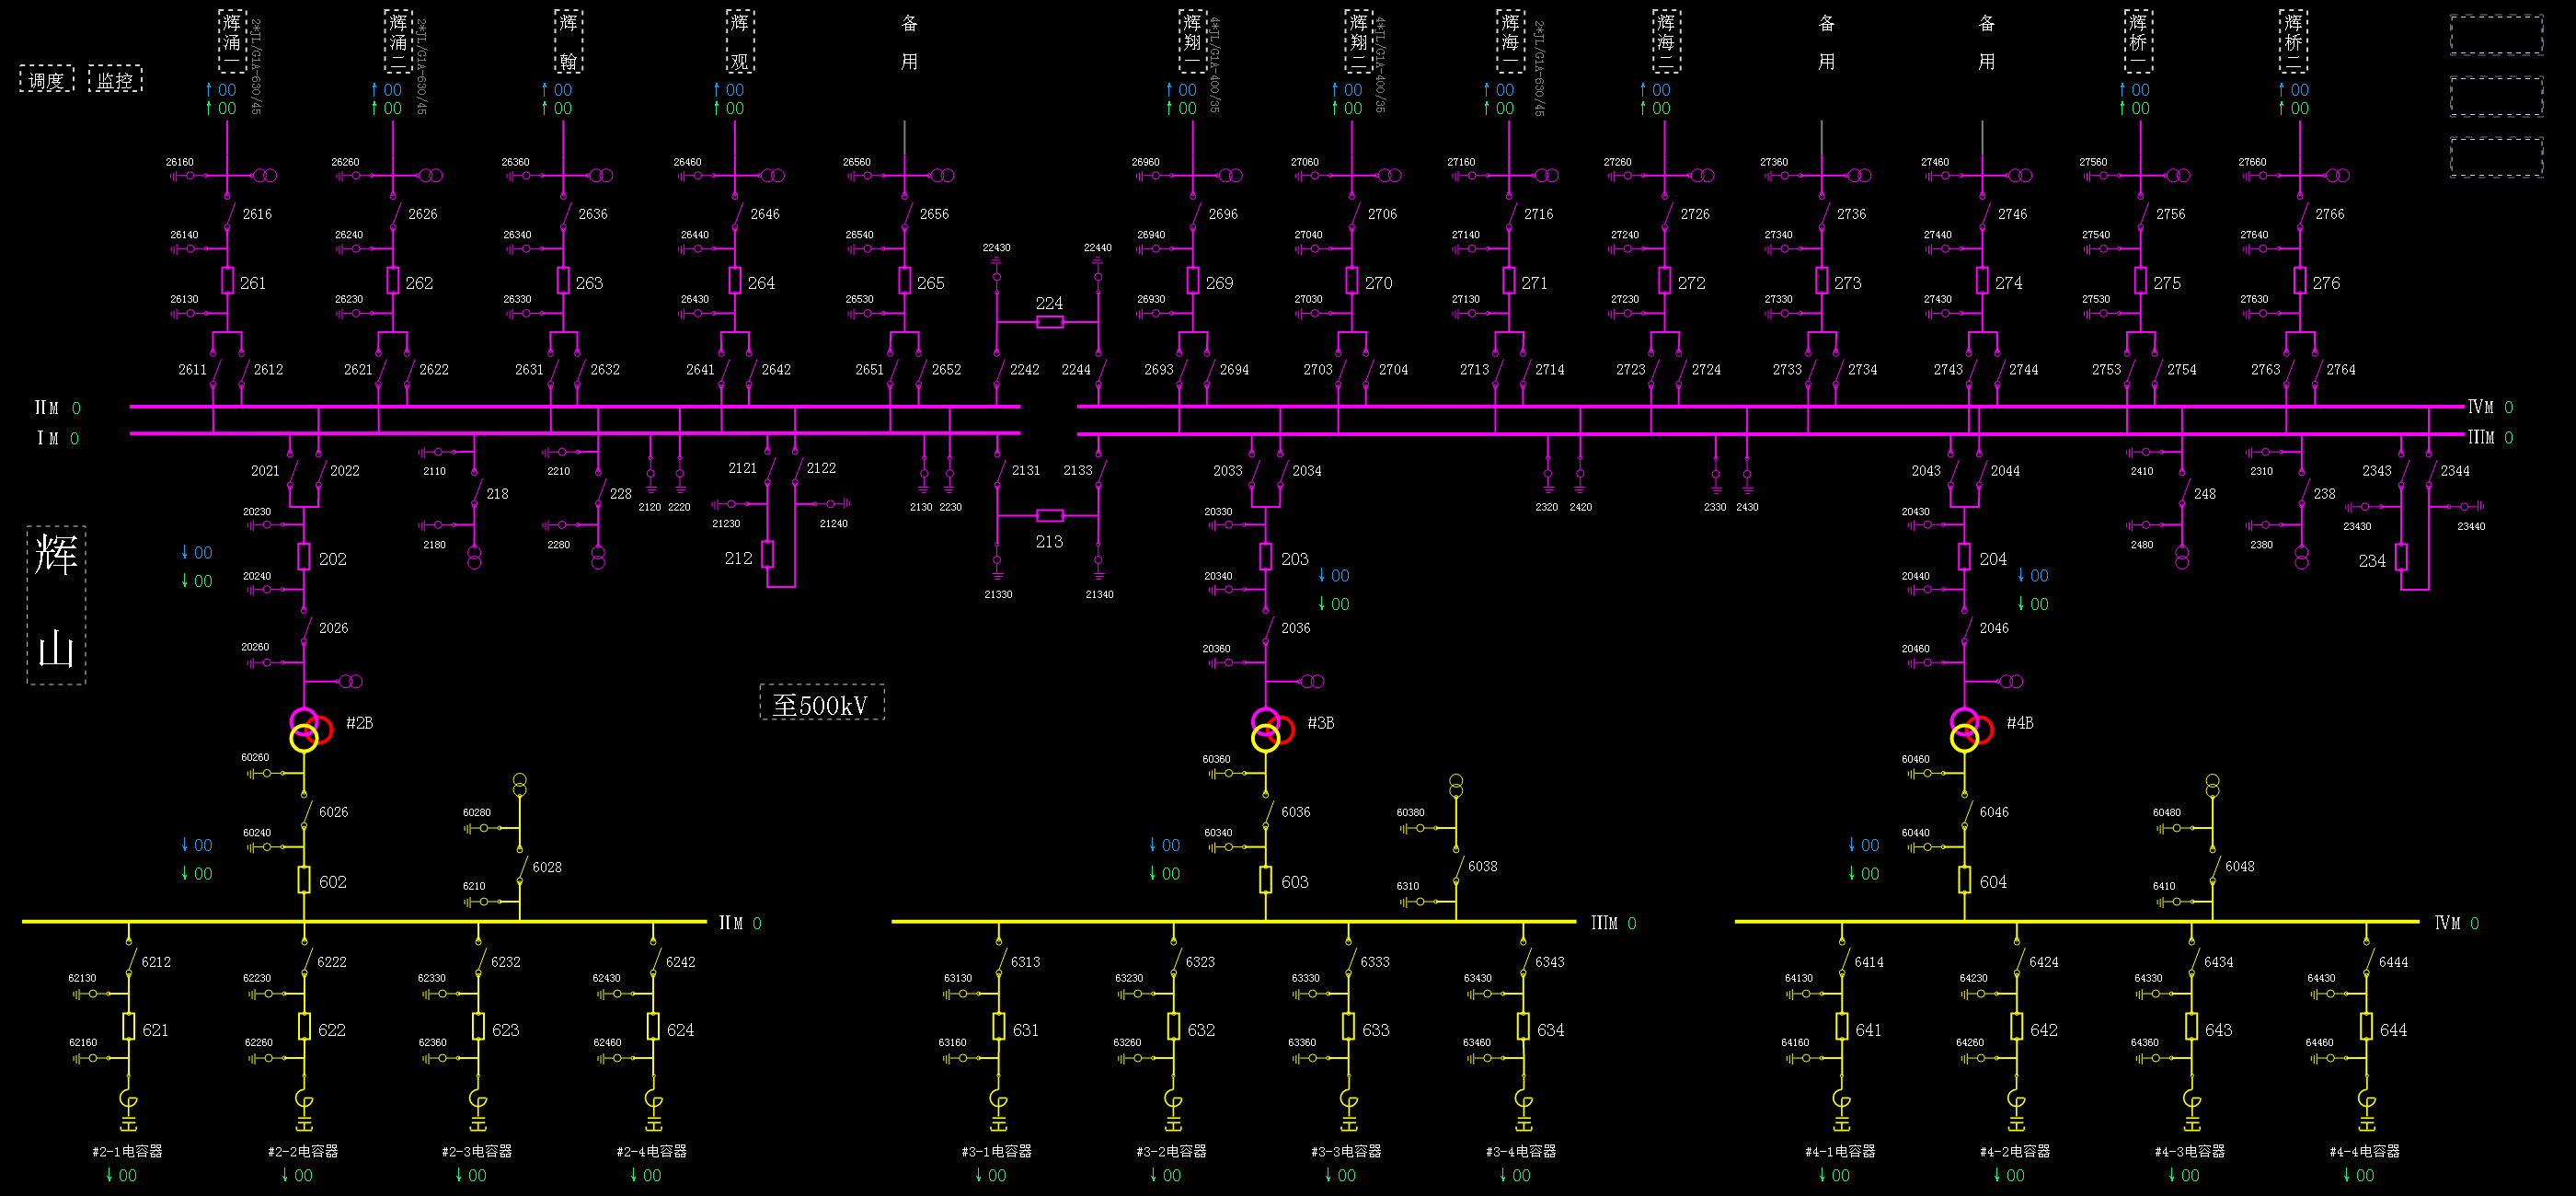 辉涌一
2*JL/G1A-630/45
辉涌二
2*JL/G1A-630/45
辉翰
辉观
备用
辉翔一
4*JL/G1A-400/35
辉翔二
4*JL/G1A-400/35
辉海一
2*JL/G1A-630/45
辉海二
备用
备用
辉桥一
辉桥二
调度 监控
00 00 00 00 00 00 00 00 00 00
00 00 00 00 00 00 00 00 00 00
26160 26260 26360 26460 26560 26960 27060 27160 27260 27360 27460 27560 27660
2616 2626 2636 2646 2656 2696 2706 2716 2726 2736 2746 2756 2766
26140 26240 26340 26440 26540 22430 22440 26940 27040 27140 27240 27340 27440 27540 27640
261 262 263 264 265 269 270 271 272 273 274 275 276
26130 26230 26330 26430 26530 224 26930 27030 27130 27230 27330 27430 27530 27630
2611 2612 2621 2622 2631 2632 2641 2642 2651 2652 2242 2244 2693 2694 2703 2704 2713 2714 2723 2724 2733 2734 2743 2744 2753 2754 2763 2764
IIM 0 IVM 0
IM 0 IIIM 0
2021 2022 2110 2210 2121 2122 2131 2133 2033 2034 2043 2044 2410 2310 2343 2344
218 228 248 238
2120 2220 2130 2230 2320 2420 2330 2430
20230 21230 21240 20330 20430 23430 23440
2180 2280 213 2480 2380
辉山
00 202 212 203 204 234
00 20240 20340 00 20440 00
21330 21340 00 00
2026 2036 2046
20260 20360 20460
至500kV
#2B #3B #4B
60260 60360 60460
6026 60280 6036 60380 6046 60480
60240 60340 60440
00 00 00
6028 6038 6048
00 602 00 603 00 604
6210 6310 6410
IIM 0 IIIM 0 IVM 0
6212 6222 6232 6242 6313 6323 6333 6343 6414 6424 6434 6444
62130 62230 62330 62430 63130 63230 63330 63430 64130 64230 64330 64430
621 622 623 624 631 632 633 634 641 642 643 644
62160 62260 62360 62460 63160 63260 63360 63460 64160 64260 64360 64460
#2-1电容器 #2-2电容器 #2-3电容器 #2-4电容器 #3-1电容器 #3-2电容器 #3-3电容器 #3-4电容器 #4-1电容器 #4-2电容器 #4-3电容器 #4-4电容器
00 00 00 00 00 00 00 00 00 00 00 00